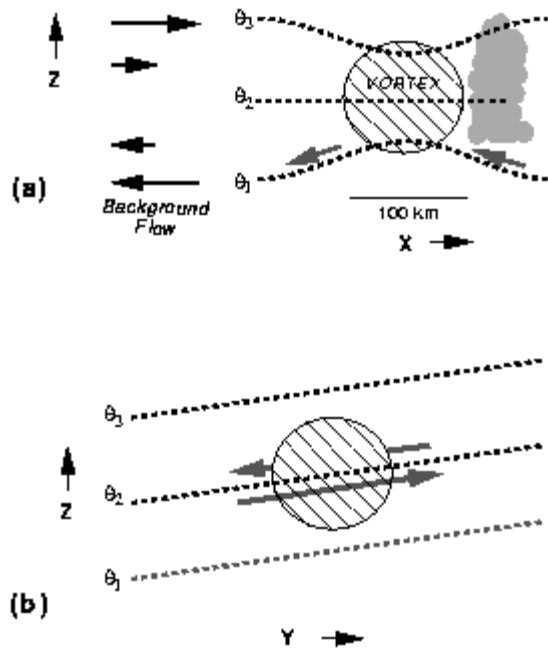 θ3
Z
VORTEX
θ2
(a)
θ1
Background
Flow
100 km
X
θ3
Z
θ2
θ1
(b)
Y